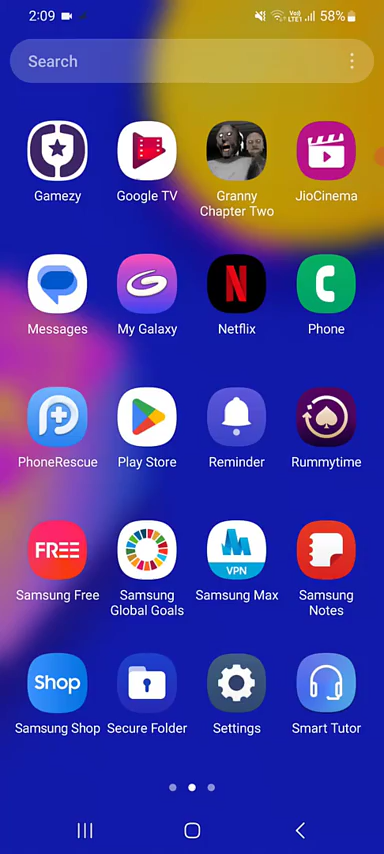 2:09
Vo)) LTE1
58%
Search
Gamezy
Google TV
Granny
Chapter Two
JioCinema
Messages
My Galaxy
Netflix
Phone
PhoneRescue
Play Store
Reminder
Rummytime
FREE
VPN
Samsung Free
Samsung
Global Goals
Samsung Max
Samsung
Notes
Shop
Samsung Shop
Secure Folder
Settings
Smart Tutor